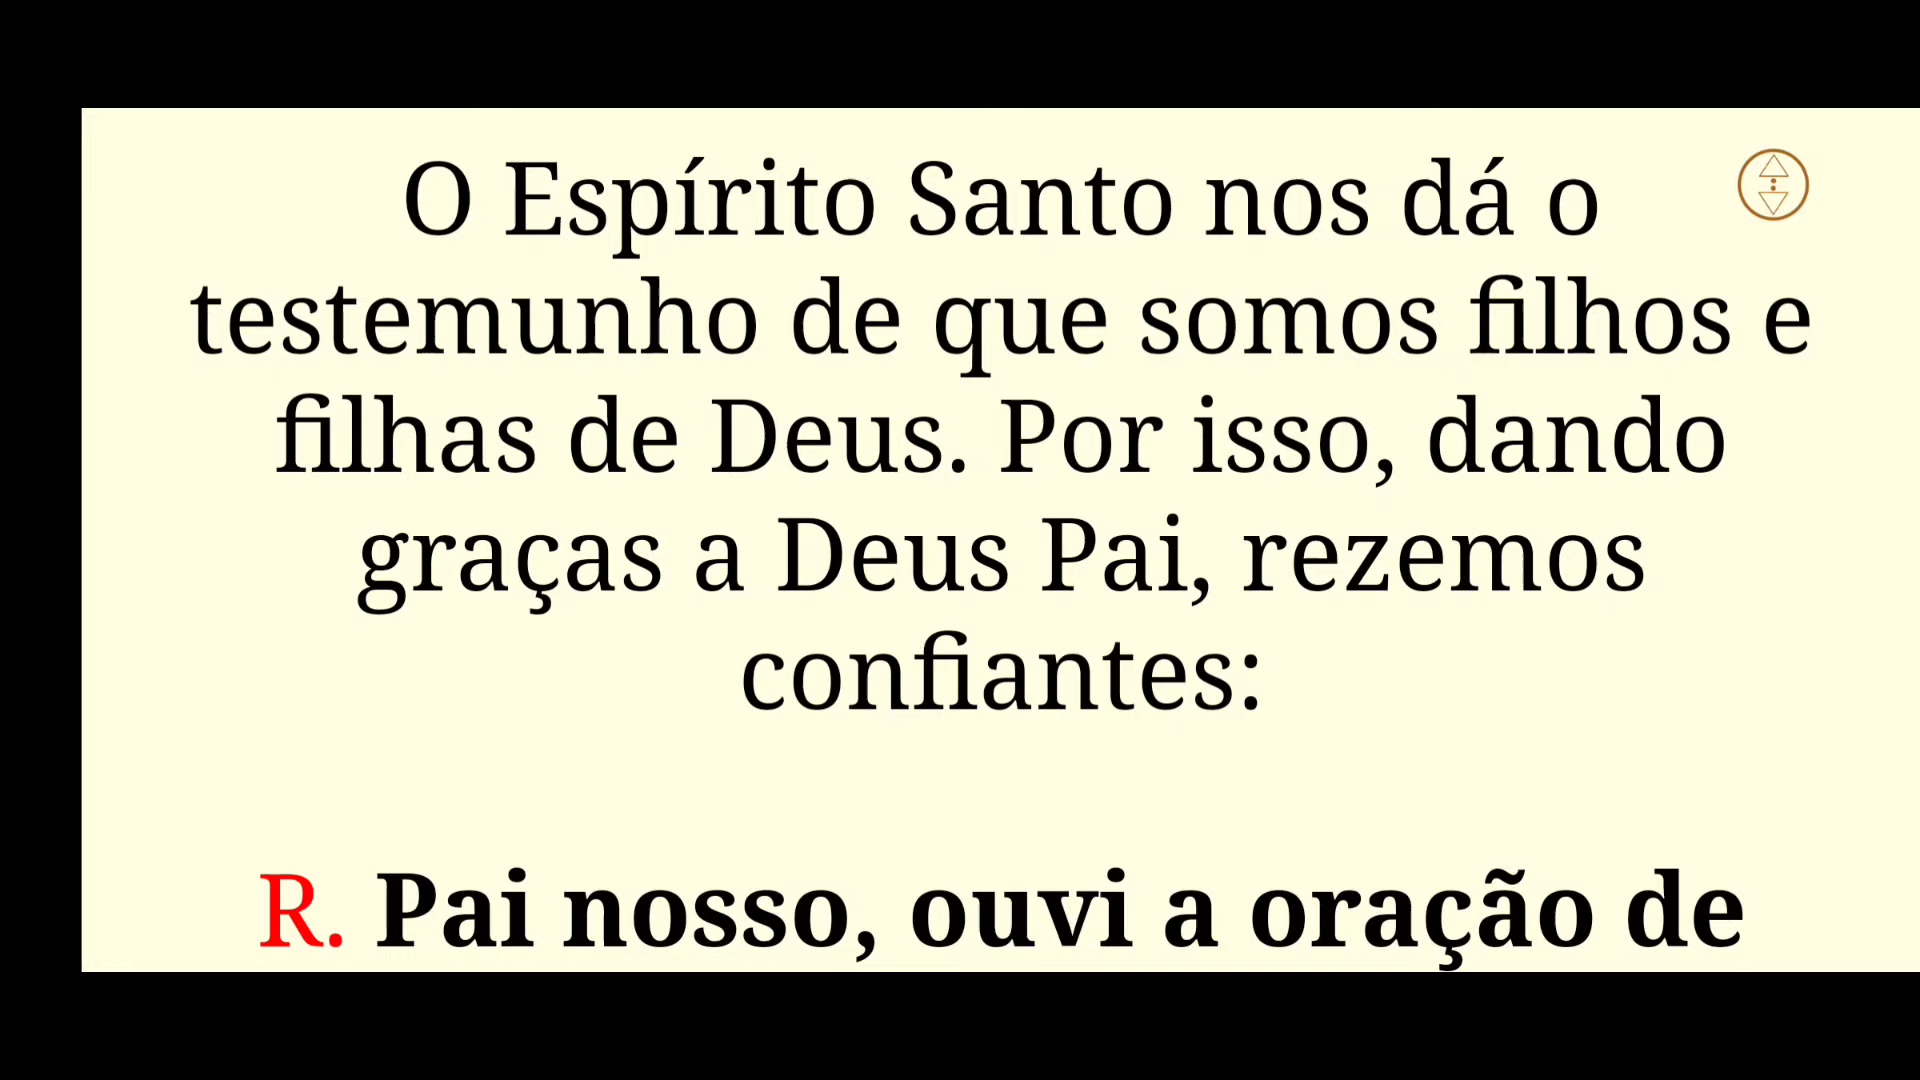 O Espírito Santo nos dá o
testemunho de que somos filhos e
filhas de Deus. Por isso, dando
graças a Deus Pai, rezemos
confiantes:
R. Pai nosso, ouvi a oração de